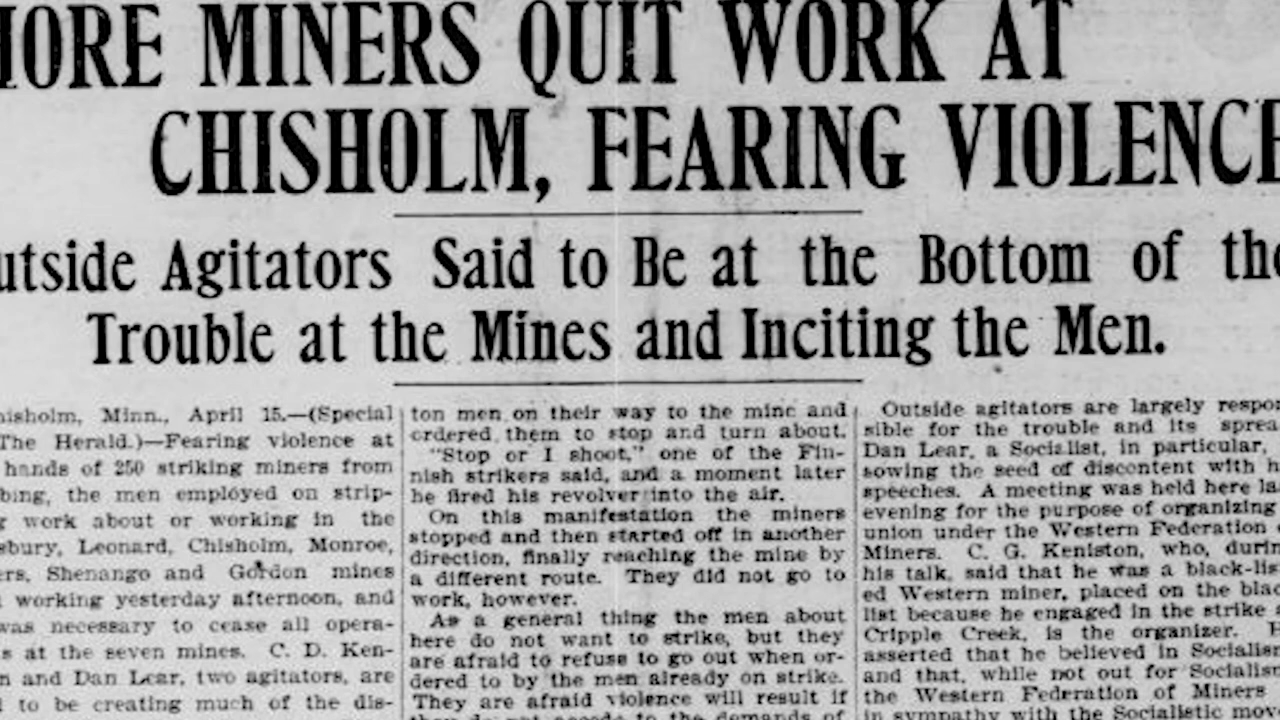 MORE MINERS QUIT WORK AT
CHISHOLM, FEARING VIOLENCE
utside Agitators Said to Be at the Bottom of the
Trouble at the Mines and Inciting the Men.
hisholm, Minn., April 15.—(Special
The Herald.)—Fearing violence at
hands of 250 striking miners from
bing, the men employed on strip-
g work about or working in the
sbury, Leonard, Chisholm, Monroe,
ers, Shenango and Gordon mines
working yesterday afternoon, and
was necessary to cease all opera-
s at the seven mines. C. D. Ken-
n and Dan Lear, two agitators, are
to be creating much of the dis-
ton men on their way to the minc and
ordered them to stop and turn about.
"Stop or I shoot," one of the Fin-
nish strikers said, and a moment later
he fired his revolver into the air.
On this manifestation the miners
stopped and then started off in another
direction, finally reaching the mine by
a different route. They did not go to
work, however.
As a general thing the men about
here do not want to strike, but they
are afraid to refuse to go out when or-
dered to by the men already on strike.
They are afraid violence will result if
they do not accede to the demands of
Outside agitators are largely respon
sible for the trouble and its sprea
Dan Lear, a Socialist, in particular,
sowing the seed of discontent with h
speeches. A meeting was held here la
evening for the purpose of organizing
union under the Western Federation
Miners. C. G. Keniston, who, durin
his talk, said that he was a black-lis
ed Western miner, placed on the blac
list because he engaged in the strike
Cripple Creek, is the organizer. H
asserted that he believed in Socialism
and that, while not out for Socialis
the Western Federation of Miners
in sympathy with the Socialistic mov